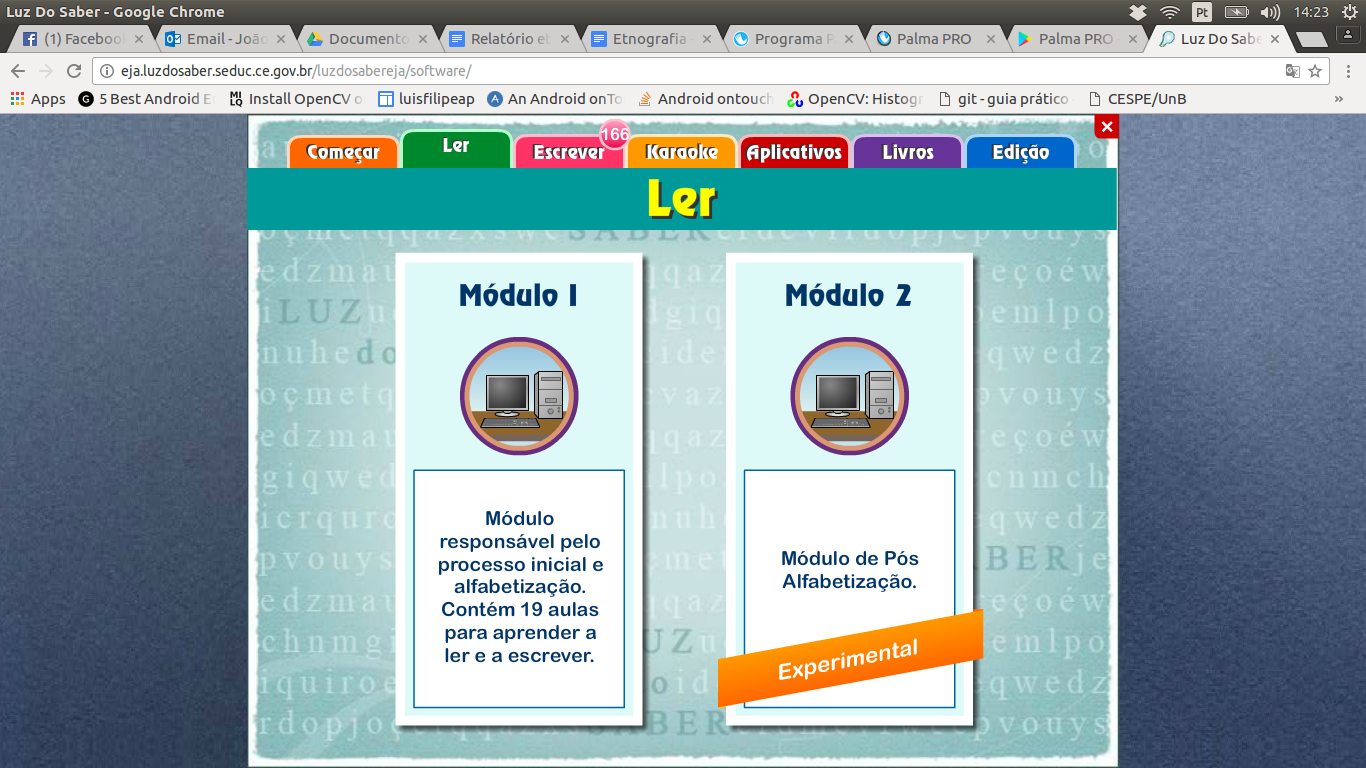 Luz Do Saber - Google Chrome
Pt
14:23
(1) Faceboo
Email - Joã
Documento
Relatório et
Etnografia -
Programa P
Palma PRO
Palma PRO
Luz Do Sabe
eja.luzdosaber.seduc.ce.gov.br/luzdosabereja/software/
Apps
5 Best Android E
Install OpenCV o
luisfilipeap
An Android onTo
Android ontouch
OpenCV: Histog
git - guia prático
CESPE/UnB
»
Começar
Ler
Escrever
166
Karaoke
Aplicativos
Livros
Edição
Ler
Módulo 1
Módulo
responsável pelo
processo inicial e
alfabetização.
Contém 19 aulas
para aprender a
ler e a escrever.
Módulo 2
Módulo de Pós
Alfabetização.
Experimental